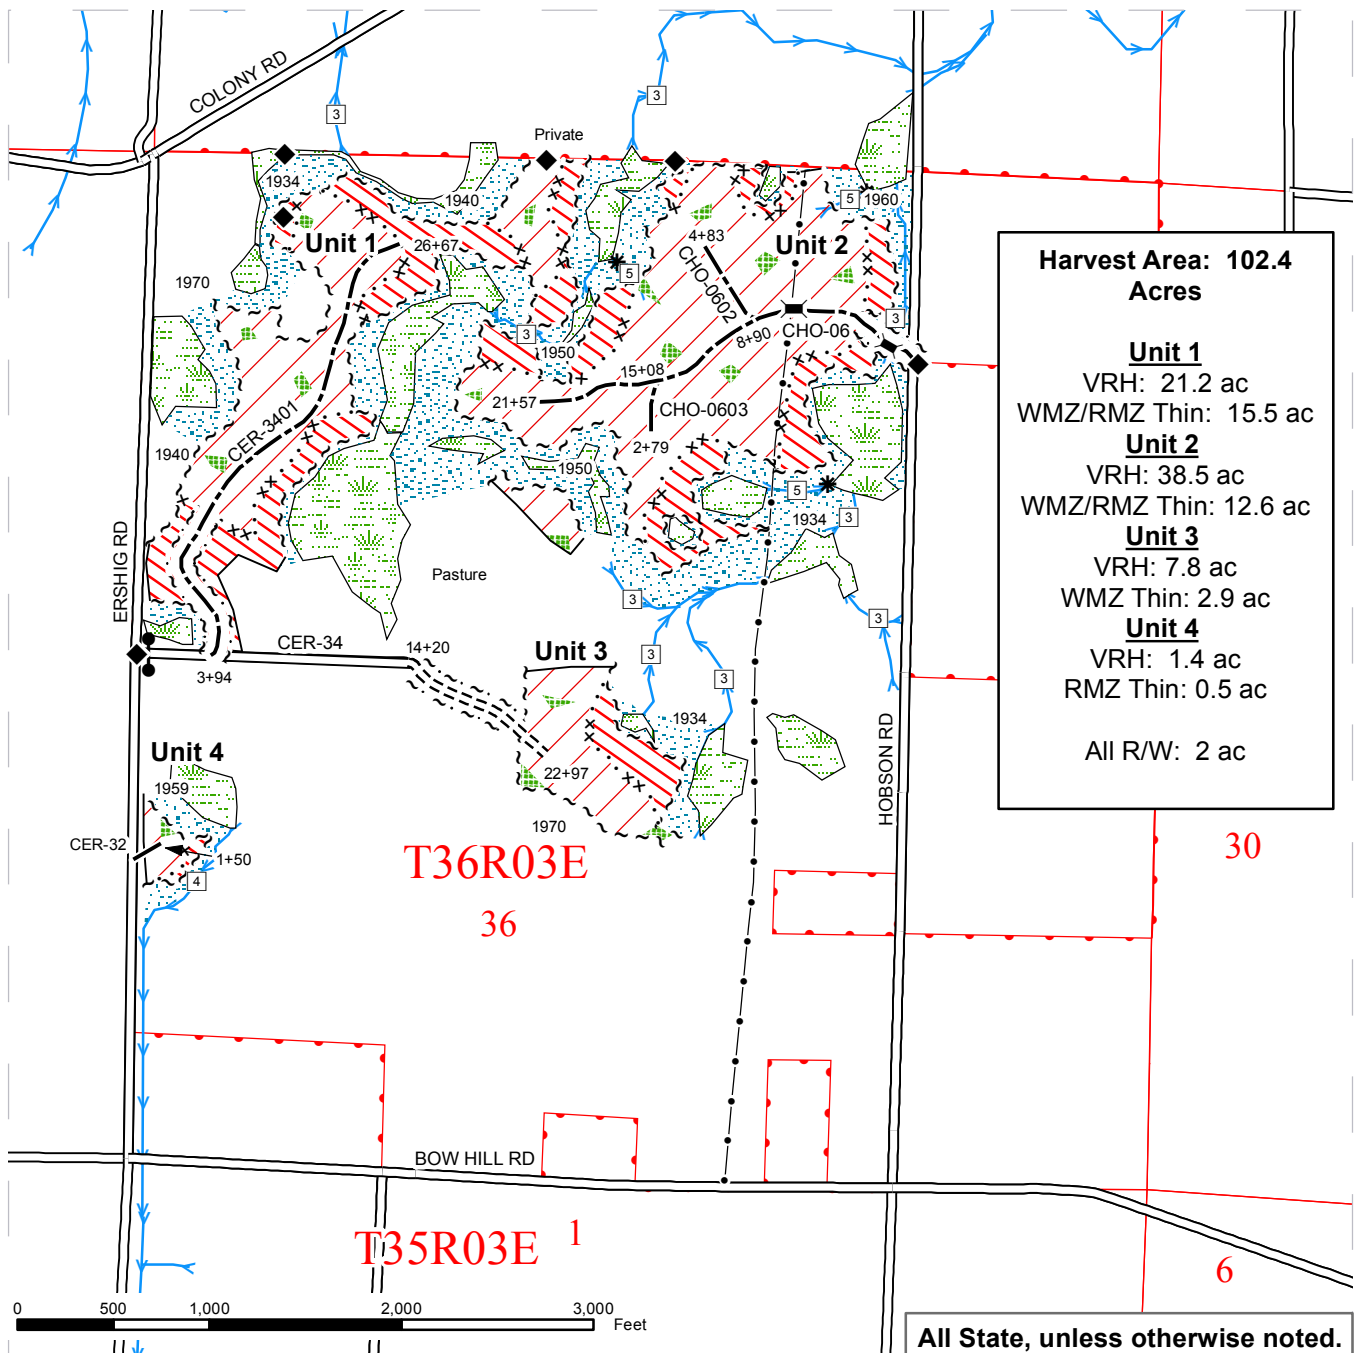 COLONY RD
3
3
Private
1934
1940
5
1960
Unit 1
26+67
4+83
Unit 2
CHO-0602
1970
5
3
3
8+90
CHO-06
1950
15+08
21+57
CHO-0603
CER-3401
1940
2+79
1950
5
1934
3
ERSHIG RD
Pasture
3
3
CER-34
14+20
Unit 3
3
3
3+94
1934
HOBSON RD
Unit 4
1959
22+97
1970
CER-32
1+50
4
T36R03E
36
30
Harvest Area: 102.4
Acres
Unit 1
VRH: 21.2 ac
WMZ/RMZ Thin: 15.5 ac
Unit 2
VRH: 38.5 ac
WMZ/RMZ Thin: 12.6 ac
Unit 3
VRH: 7.8 ac
WMZ Thin: 2.9 ac
Unit 4
VRH: 1.4 ac
RMZ Thin: 0.5 ac
All R/W: 2 ac
BOW HILL RD
T35R03E
1
6
0 500 1,000 2,000 3,000
Feet
All State, unless otherwise noted.